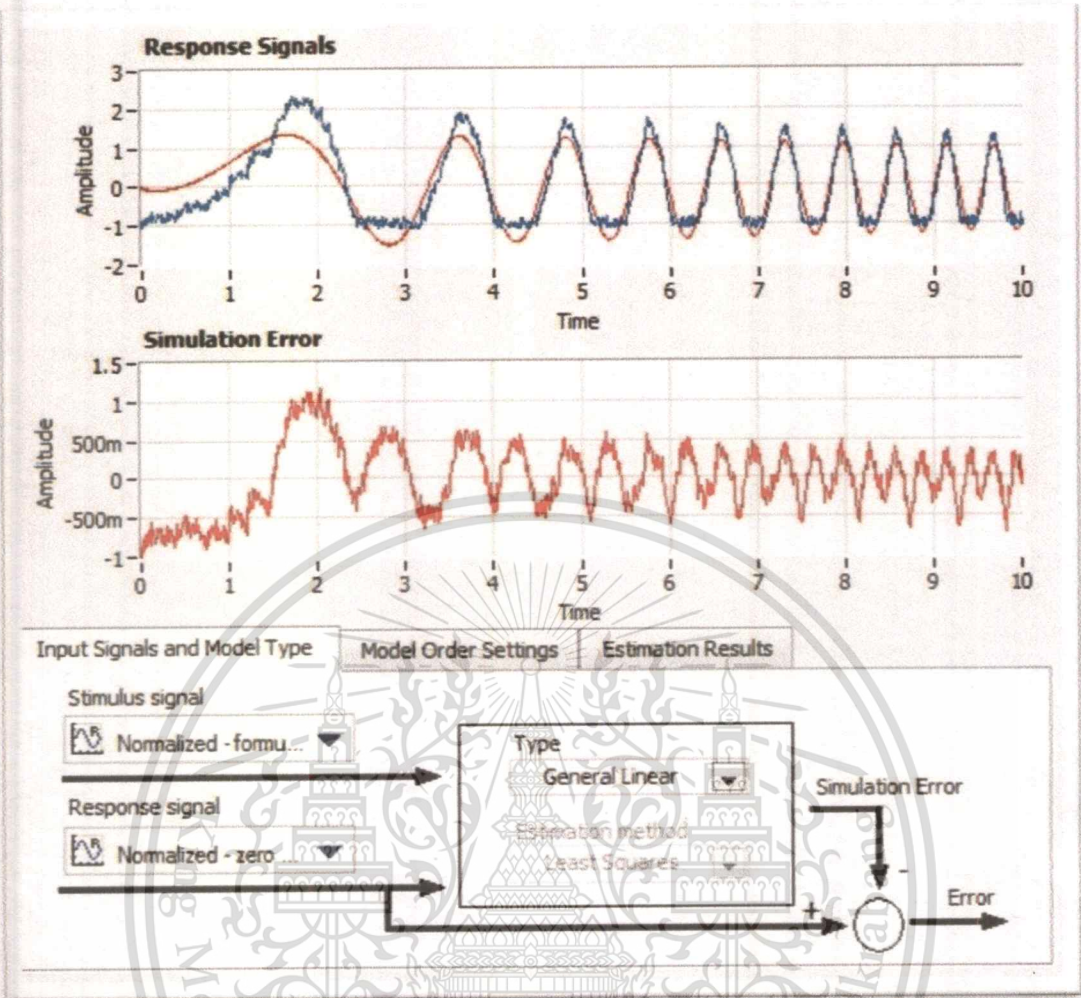 Response Signals
3
2
1
0
-1
-2
Amplitude
0 1 2 3 4 5 6 7 8 9 10
Time
Simulation Error
1.5
1
500m
0
-500m
-1
Amplitude
0 1 2 3 4 5 6 7 8 9 10
Time
Input Signals and Model Type Model Order Settings Estimation Results
Stimulus signal
Normalized - formu...
Response signal
Normalized - zero ...
Type
General Linear
Estimation method
Least Squares
Simulation Error
-
+
Error